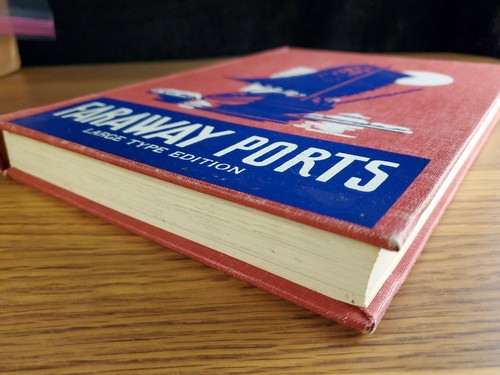 FARAWAY PORTS
LARGE TYPE EDITION